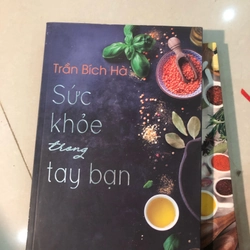 Trần Bích Hà
Sức
khỏe
trong
tay bạn